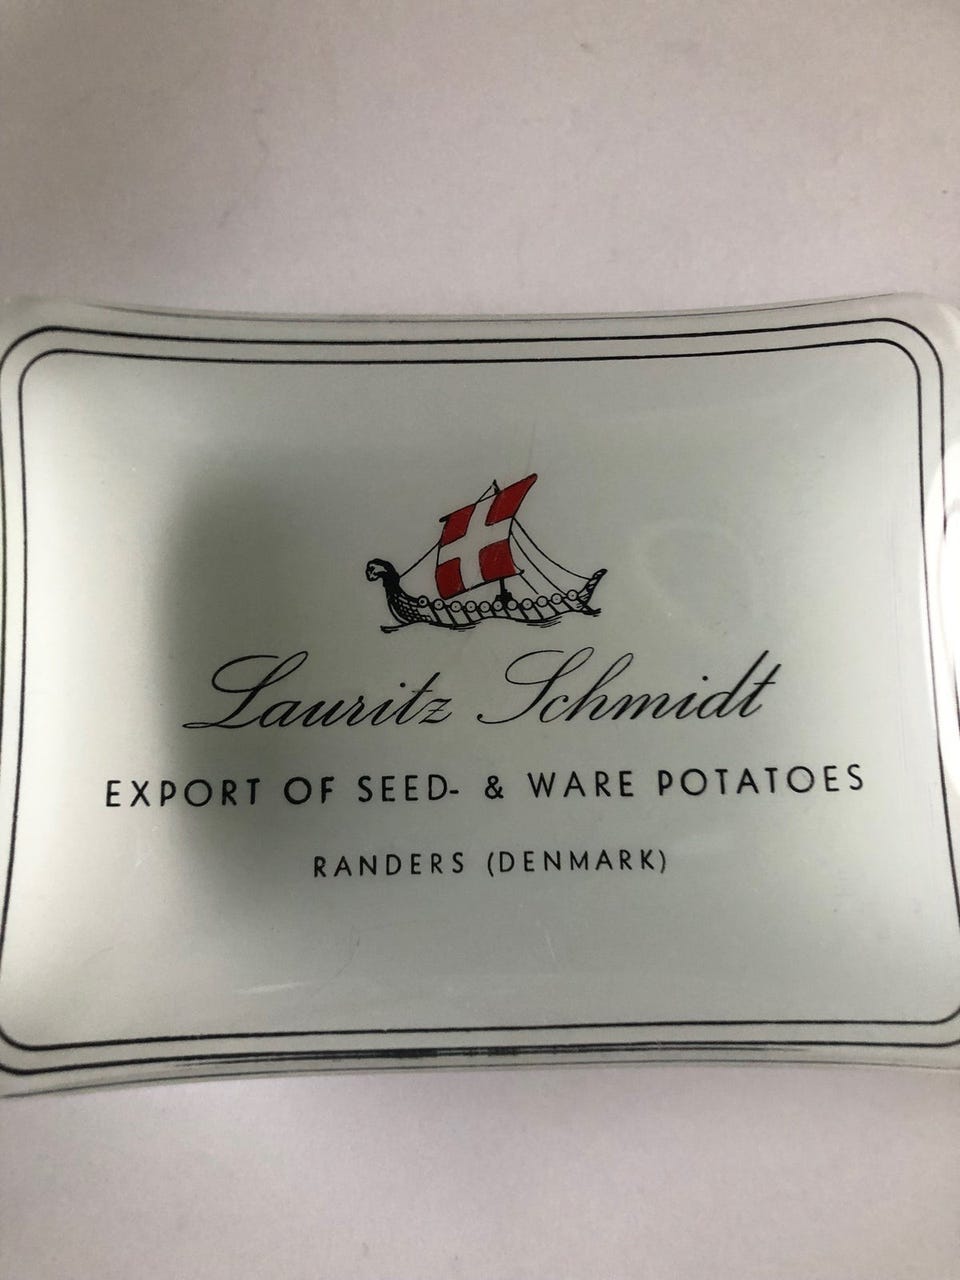 Lauritz Schmidt
EXPORT OF SEED- & WARE POTATOES
RANDERS (DENMARK)